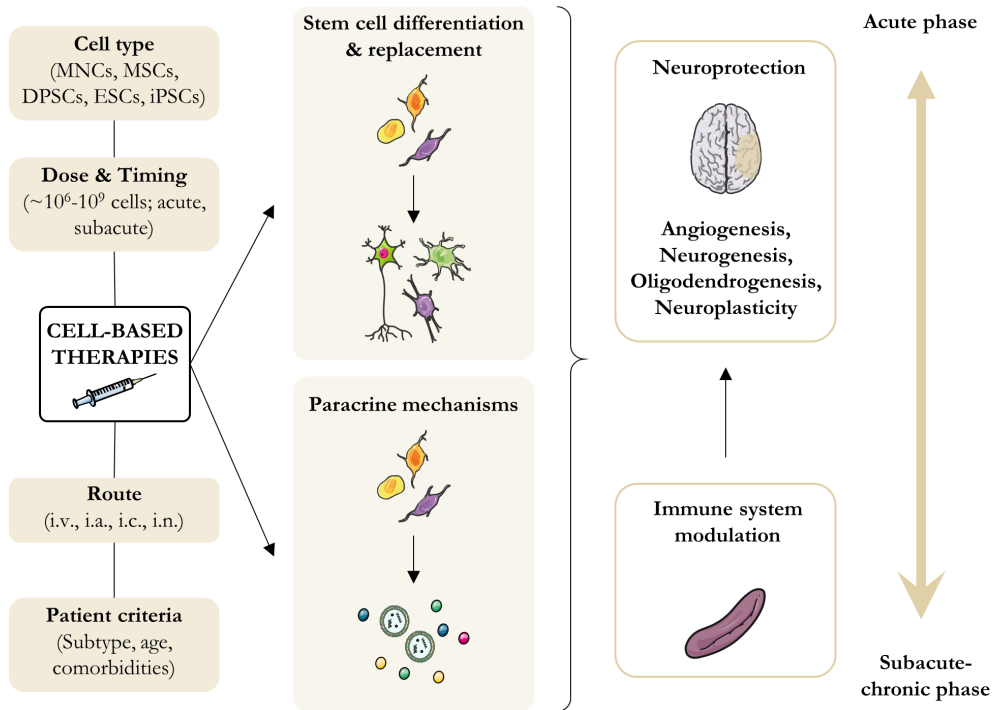 Cell type
(MNCs, MSCs,
DPSCs, ESCs, iPSCs)
Dose & Timing
(~10⁶-10⁹ cells; acute,
subacute)
CELL-BASED
THERAPIES
Route
(i.v., i.a., i.c., i.n.)
Patient criteria
(Subtype, age,
comorbidities)
Stem cell differentiation
& replacement
Paracrine mechanisms
Neuroprotection
Angiogenesis,
Neurogenesis,
Oligodendrogenesis,
Neuroplasticity
Immune system
modulation
Acute phase
Subacute-
chronic phase